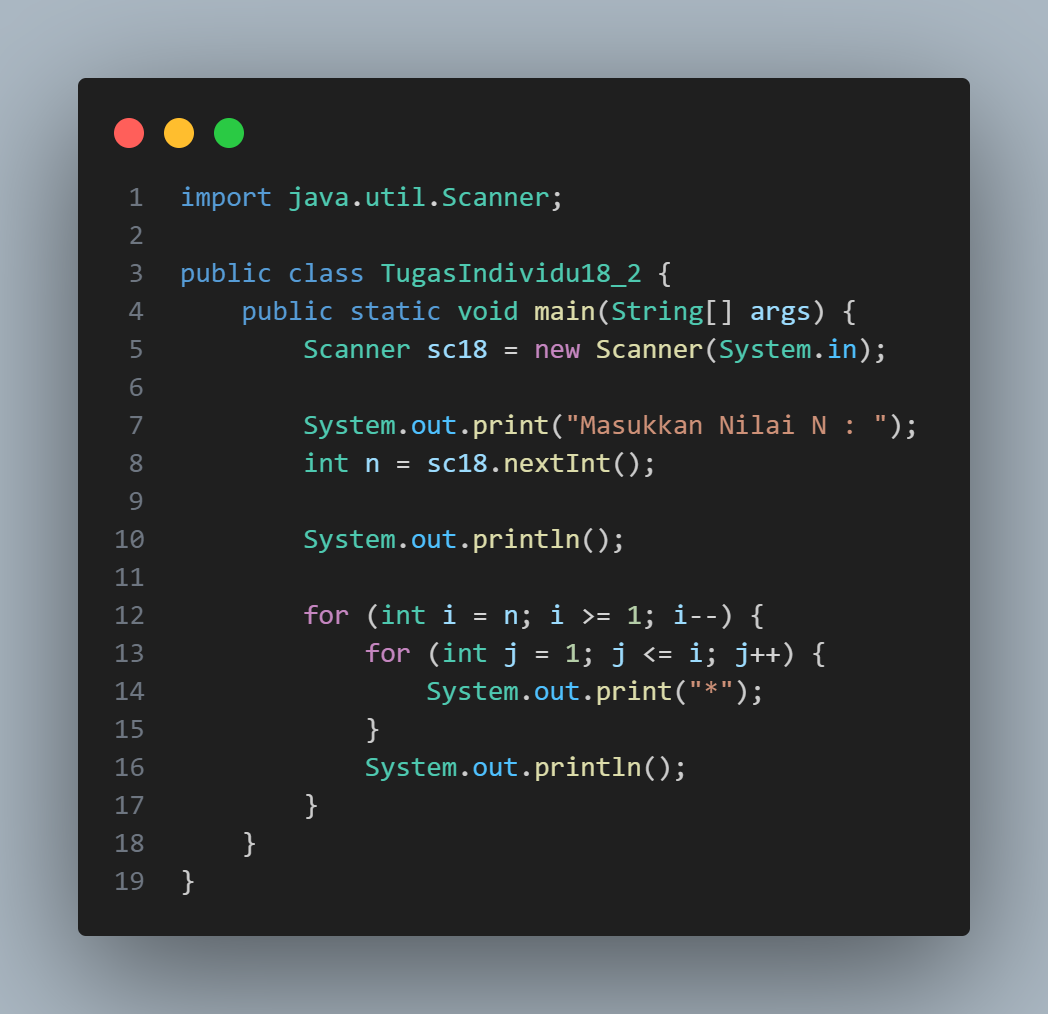 1 import java.util.Scanner;
2
3 public class TugasIndividu18_2 {
4     public static void main(String[] args) {
5         Scanner sc18 = new Scanner(System.in);
6
7         System.out.print("Masukkan Nilai N : ");
8         int n = sc18.nextInt();
9
10         System.out.println();
11
12         for (int i = n; i >= 1; i--) {
13             for (int j = 1; j <= i; j++) {
14                 System.out.print("*");
15             }
16             System.out.println();
17         }
18     }
19 }